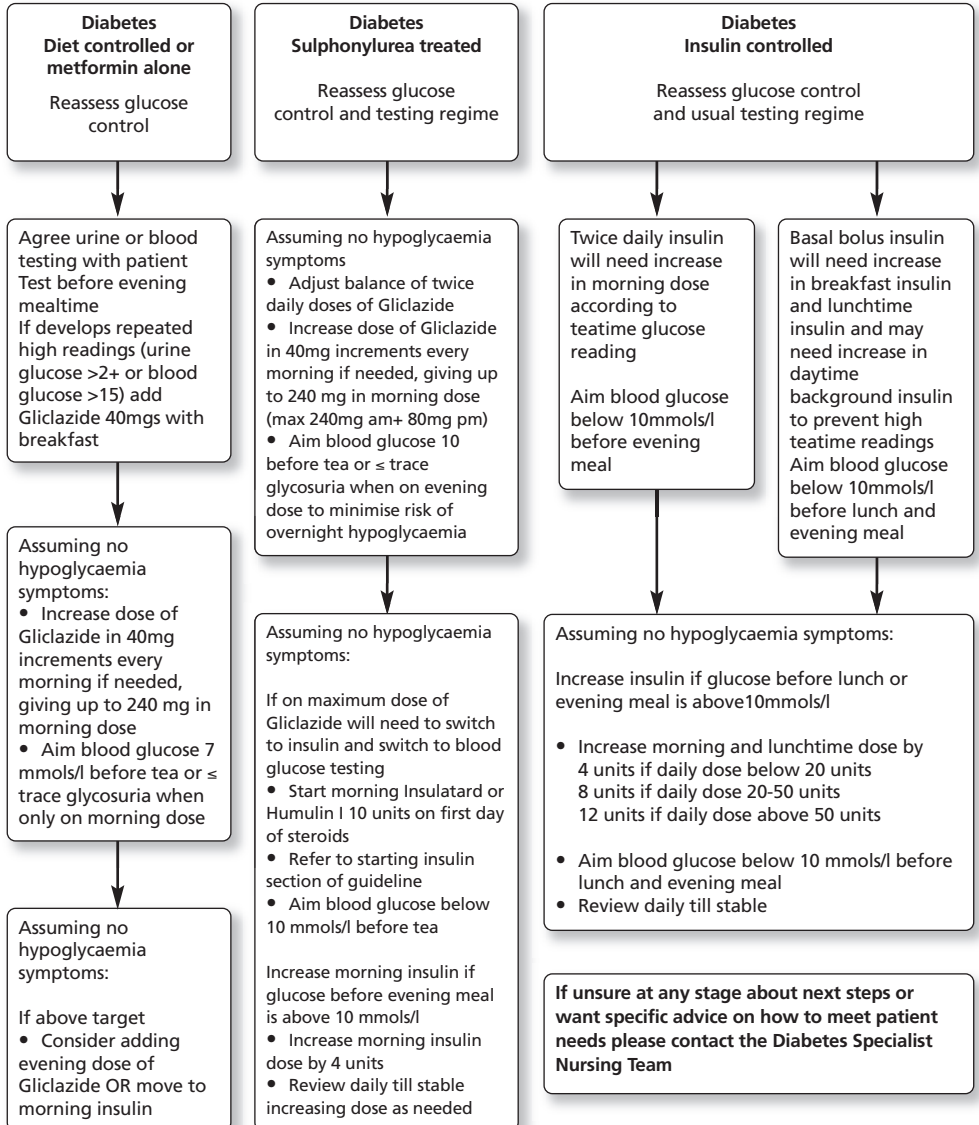 Diabetes
Diet controlled or
metformin alone
Reassess glucose
control
Agree urine or blood
testing with patient
Test before evening
mealtime
If develops repeated
high readings (urine
glucose >2+ or blood
glucose >15) add
Gliclazide 40mgs with
breakfast
Assuming no
hypoglycaemia
symptoms:
• Increase dose of
Gliclazide in 40mg
increments every
morning if needed,
giving up to 240 mg in
morning dose
• Aim blood glucose 7
mmols/l before tea or ≤
trace glycosuria when
only on morning dose
Assuming no
hypoglycaemia
symptoms:
If above target
• Consider adding
evening dose of
Gliclazide OR move to
morning insulin
Diabetes
Sulphonylurea treated
Reassess glucose
control and testing regime
Assuming no hypoglycaemia
symptoms
• Adjust balance of twice
daily doses of Gliclazide
• Increase dose of Gliclazide
in 40mg increments every
morning if needed, giving up
to 240 mg in morning dose
(max 240mg am+ 80mg pm)
• Aim blood glucose 10
before tea or ≤ trace
glycosuria when on evening
dose to minimise risk of
overnight hypoglycaemia
Assuming no hypoglycaemia
symptoms:
If on maximum dose of
Gliclazide will need to switch
to insulin and switch to blood
glucose testing
• Start morning Insulatard or
Humulin I 10 units on first day
of steroids
• Refer to starting insulin
section of guideline
• Aim blood glucose below
10 mmols/l before tea
Increase morning insulin if
glucose before evening meal
is above 10 mmols/l
• Increase morning insulin
dose by 4 units
• Review daily till stable
increasing dose as needed
Diabetes
Insulin controlled
Reassess glucose control
and usual testing regime
Twice daily insulin
will need increase
in morning dose
according to
teatime glucose
reading
Aim blood glucose
below 10mmols/l
before evening
meal
Basal bolus insulin
will need increase
in breakfast insulin
and lunchtime
insulin and may
need increase in
daytime
background insulin
to prevent high
teatime readings
Aim blood glucose
below 10mmols/l
before lunch and
evening meal
Assuming no hypoglycaemia symptoms:
Increase insulin if glucose before lunch or
evening meal is above10mmols/l
• Increase morning and lunchtime dose by
4 units if daily dose below 20 units
8 units if daily dose 20-50 units
12 units if daily dose above 50 units
• Aim blood glucose below 10 mmols/l before
lunch and evening meal
• Review daily till stable
If unsure at any stage about next steps or
want specific advice on how to meet patient
needs please contact the Diabetes Specialist
Nursing Team